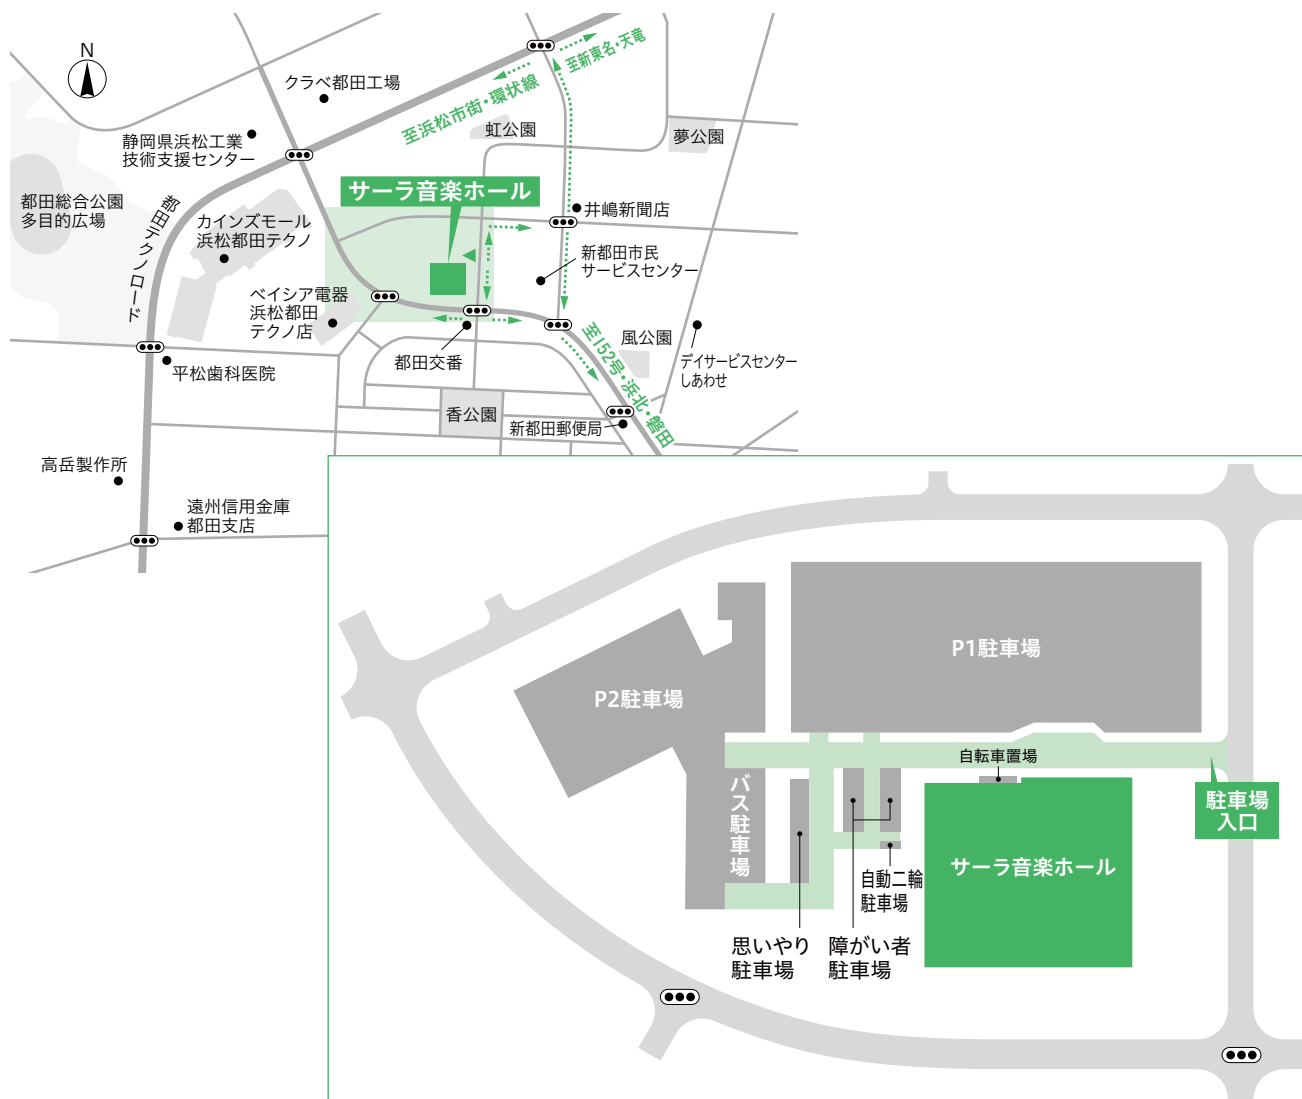 N
クラベ都田工場
静岡県浜松工業
技術支援センター
都田総合公園
多目的広場
都田テクノロード
カインズモール
浜松都田テクノ
ベイシア電器
浜松都田
テクノ店
平松歯科医院
高岳製作所
遠州信用金庫
都田支店
至新東名・天竜
至浜松市街・環状線
虹公園
夢公園
サーラ音楽ホール
井嶋新聞店
新都田市民
サービスセンター
風公園
デイサービスセンター
しあわせ
至152号・浜北・磐田
都田交番
香公園
新都田郵便局
P1駐車場
P2駐車場
バス駐車場
自転車置場
駐車場
入口
サーラ音楽ホール
自動二輪
駐車場
思いやり
駐車場
障がい者
駐車場